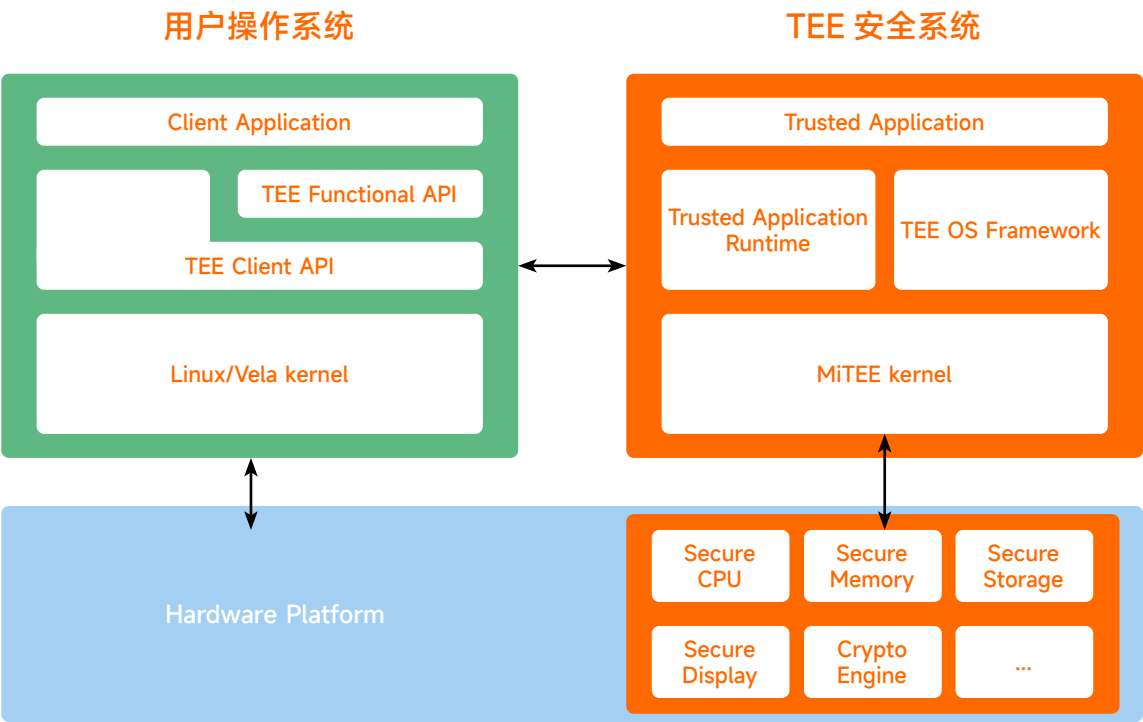 用户操作系统
TEE 安全系统
Client Application
TEE Functional API
TEE Client API
Linux/Vela kernel
Trusted Application
Trusted Application
Runtime
TEE OS Framework
MiTEE kernel
Hardware Platform
Secure
CPU
Secure
Memory
Secure
Storage
Secure
Display
Crypto
Engine
...